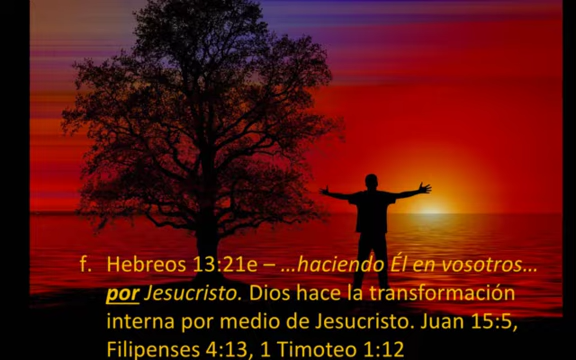 f. Hebreos 13:21e – …haciendo Él en vosotros…
por Jesucristo. Dios hace la transformación
interna por medio de Jesucristo. Juan 15:5,
Filipenses 4:13, 1 Timoteo 1:12